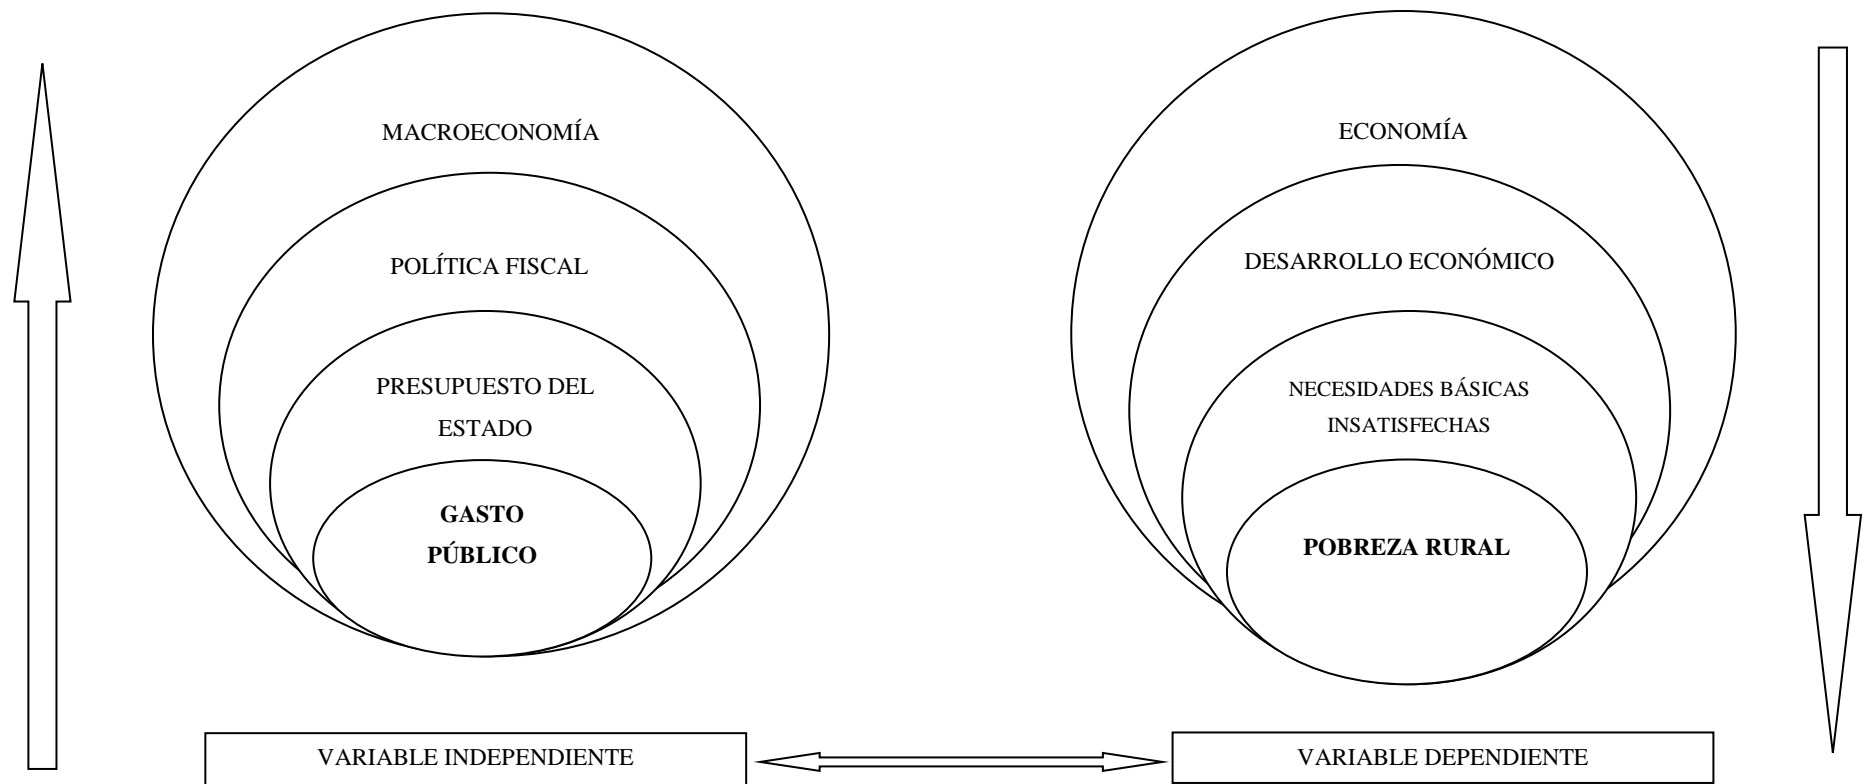 MACROECONOMÍA
POLÍTICA FISCAL
PRESUPUESTO DEL
ESTADO
GASTO
PÚBLICO
VARIABLE INDEPENDIENTE
ECONOMÍA
DESARROLLO ECONÓMICO
NECESIDADES BÁSICAS
INSATISFECHAS
POBREZA RURAL
VARIABLE DEPENDIENTE